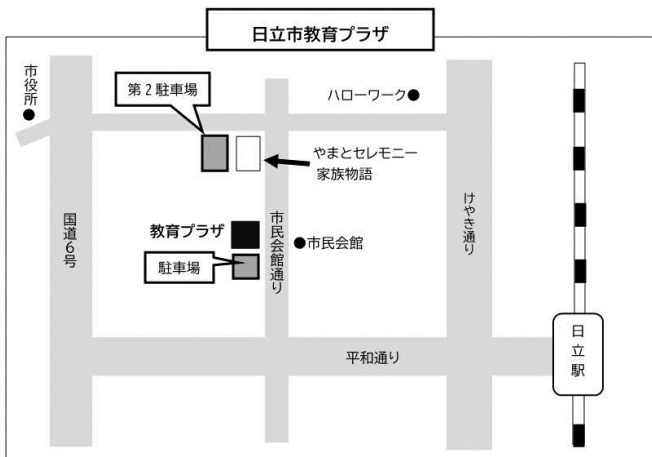 日立市教育プラザ
市役所
第2駐車場
ハローワーク
やまとセレモニー
家族物語
国道6号
教育プラザ
駐車場
市民会館通り
市民会館
けやき通り
平和通り
日立駅